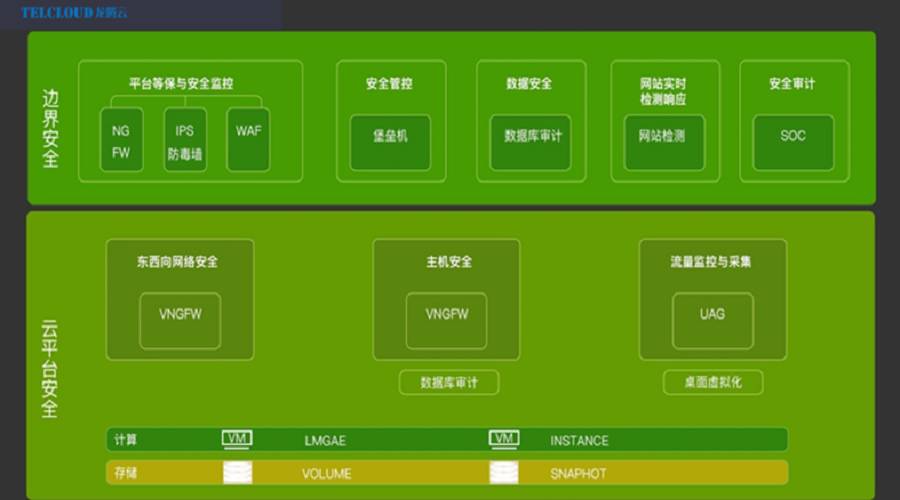 TELCLOUD 龙腾云
边界安全
平台等保与安全监控
NG
FW
IPS
防毒墙
WAF
安全管控
堡垒机
数据安全
数据库审计
网站实时
检测响应
网站检测
安全审计
SOC
云平台安全
东西向网络安全
VNGFW
主机安全
VNGFW
数据库审计
流量监控与采集
UAG
桌面虚拟化
计算 VM LMGAE VM INSTANCE
存储 VOLUME SNAPHOT